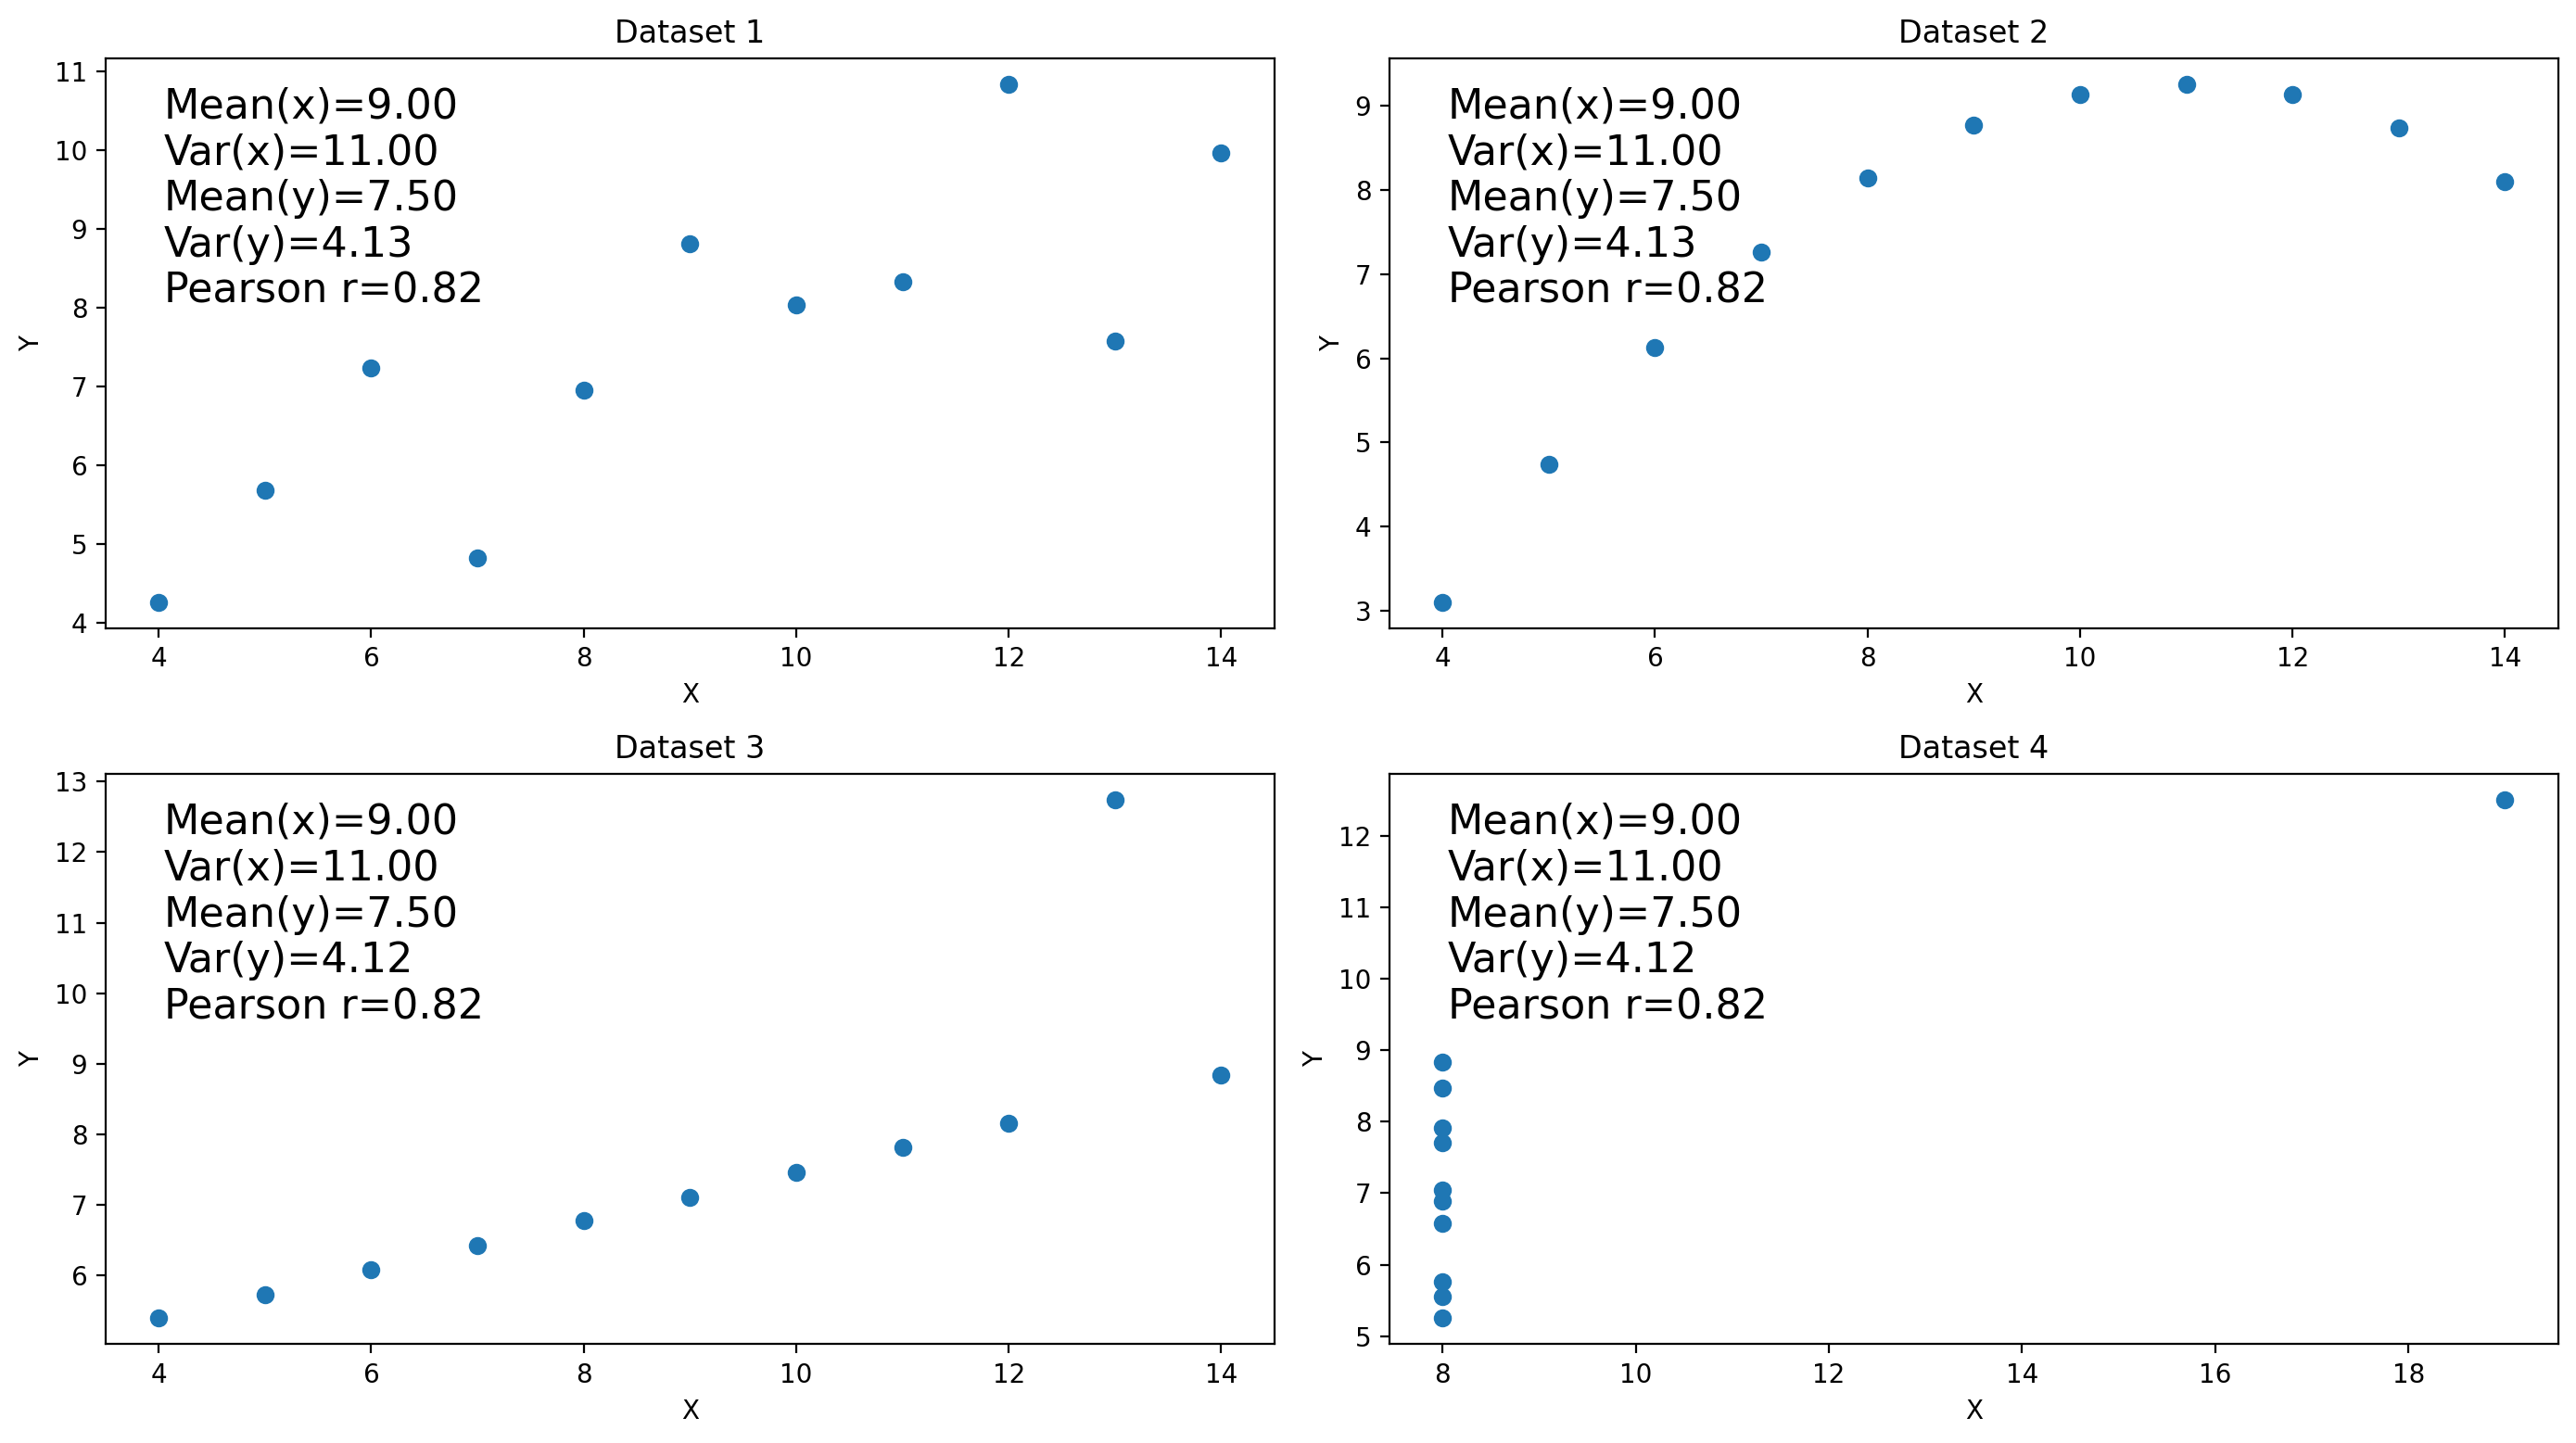 Dataset 1
11
10
9
8
7
6
5
4
Y
Mean(x)=9.00
Var(x)=11.00
Mean(y)=7.50
Var(y)=4.13
Pearson r=0.82
4 6 8 10 12 14
X
Dataset 2
9
8
7
6
5
4
3
Y
Mean(x)=9.00
Var(x)=11.00
Mean(y)=7.50
Var(y)=4.13
Pearson r=0.82
4 6 8 10 12 14
X
Dataset 3
13
12
11
10
9
8
7
6
Y
Mean(x)=9.00
Var(x)=11.00
Mean(y)=7.50
Var(y)=4.12
Pearson r=0.82
4 6 8 10 12 14
X
Dataset 4
12
11
10
9
8
7
6
5
Y
Mean(x)=9.00
Var(x)=11.00
Mean(y)=7.50
Var(y)=4.12
Pearson r=0.82
8 10 12 14 16 18
X